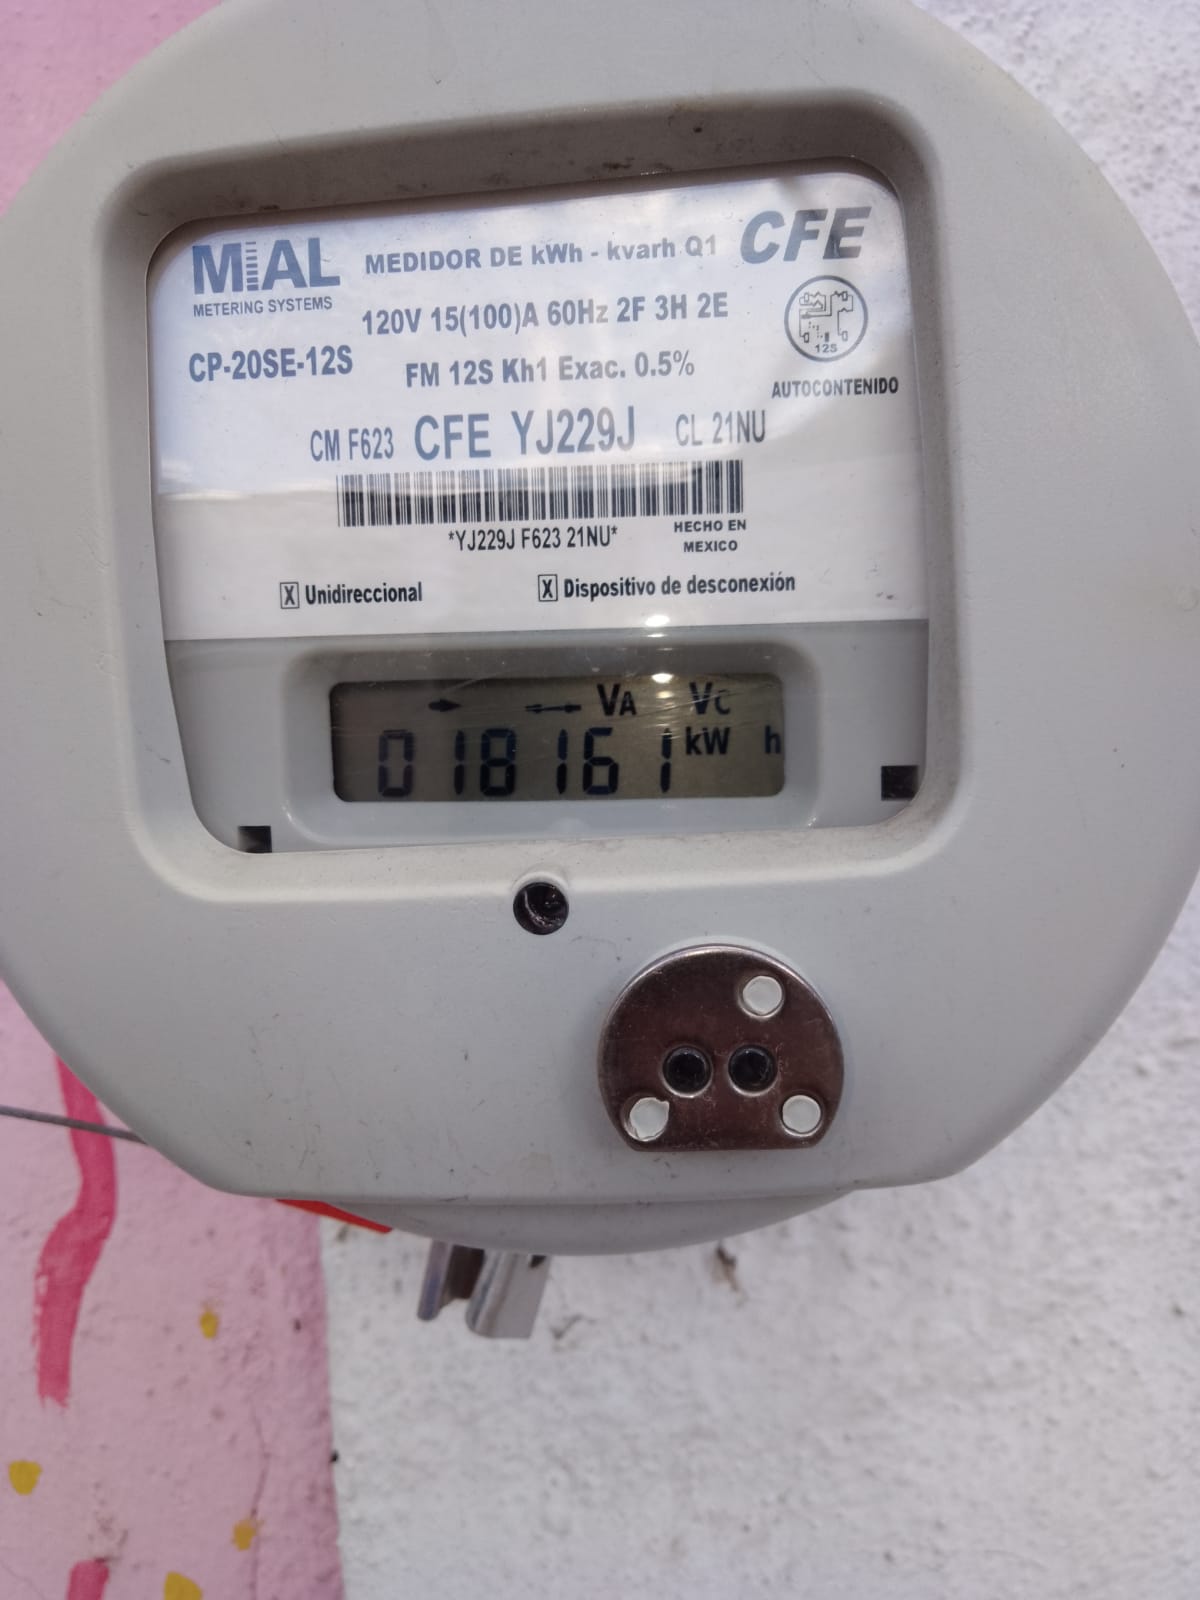 MIAL MEDIDOR DE kWh - kvarh Q1 CFE
METERING SYSTEMS 120V 15(100)A 60Hz 2F 3H 2E
CP-20SE-12S FM 12S Kh1 Exac. 0.5% 12S
AUTOCONTENIDO
CM F623 CFE YJ229J CL 21NU
*YJ229J F623 21NU* HECHO EN
MEXICO
X Unidireccional X Dispositivo de desconexión
VA VC
018161 kW h